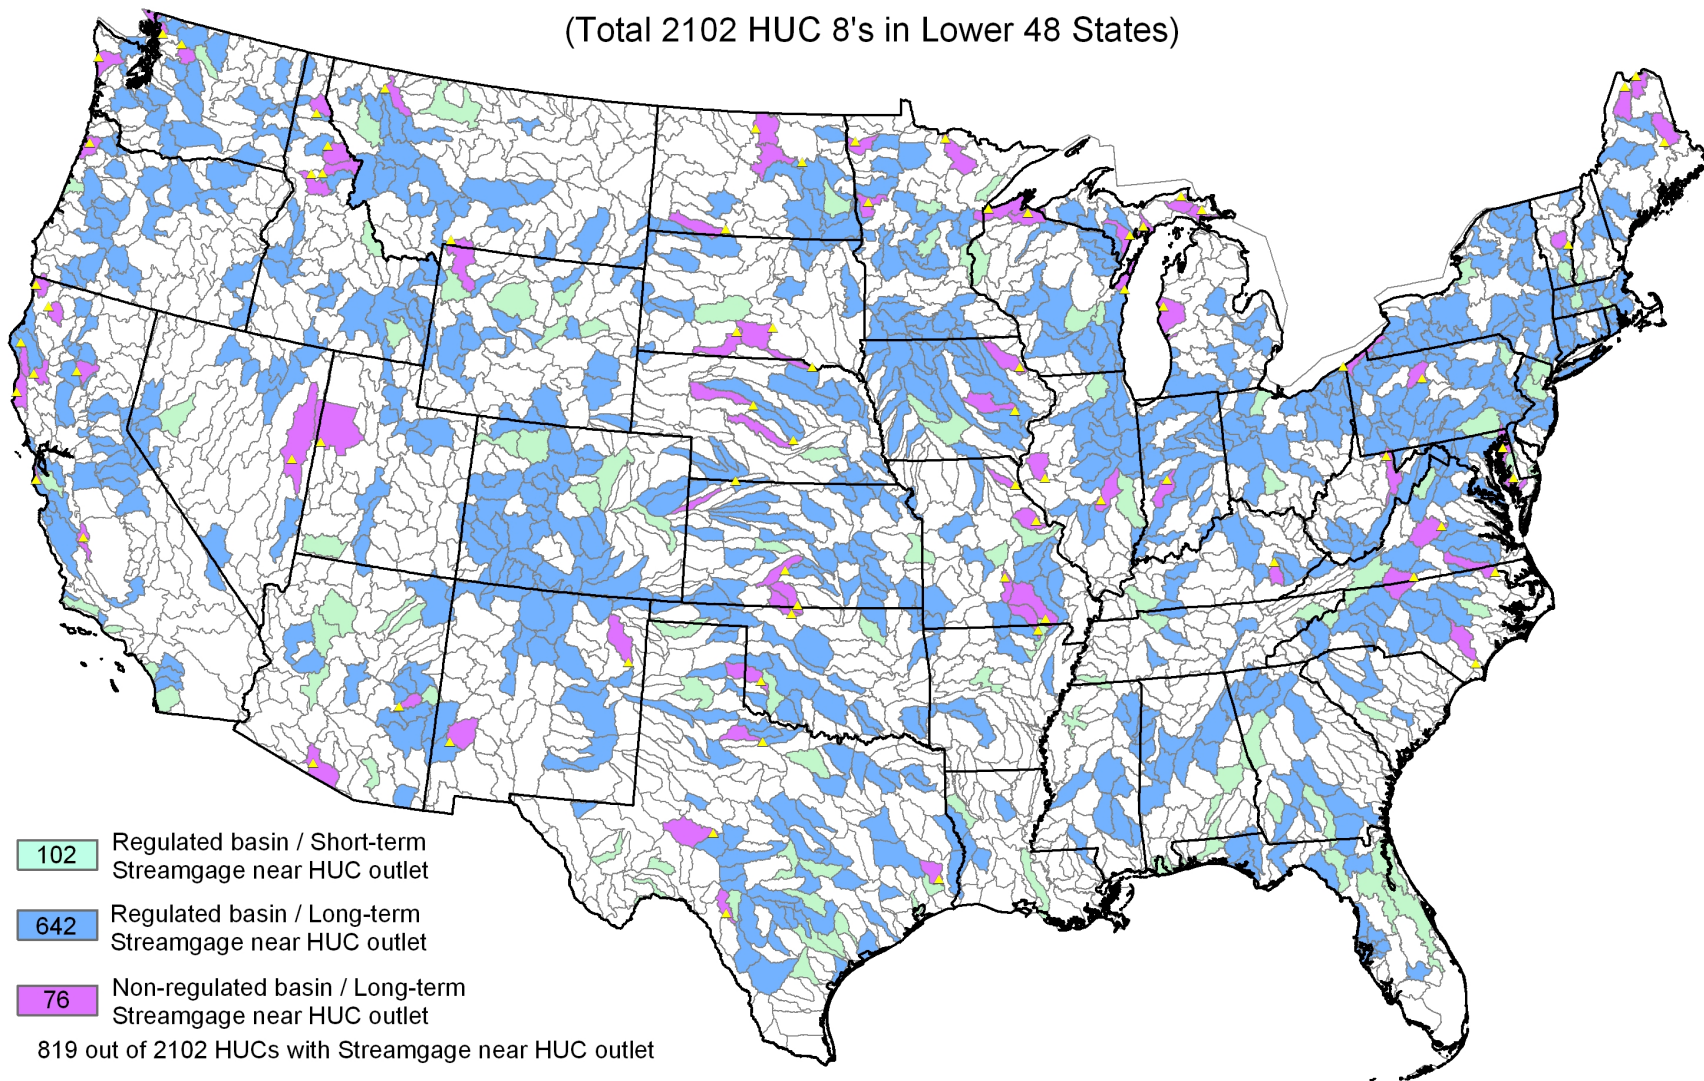 (Total 2102 HUC 8's in Lower 48 States)
102
Regulated basin / Short-term
Streamgage near HUC outlet
642
Regulated basin / Long-term
Streamgage near HUC outlet
76
Non-regulated basin / Long-term
Streamgage near HUC outlet
819 out of 2102 HUCs with Streamgage near HUC outlet